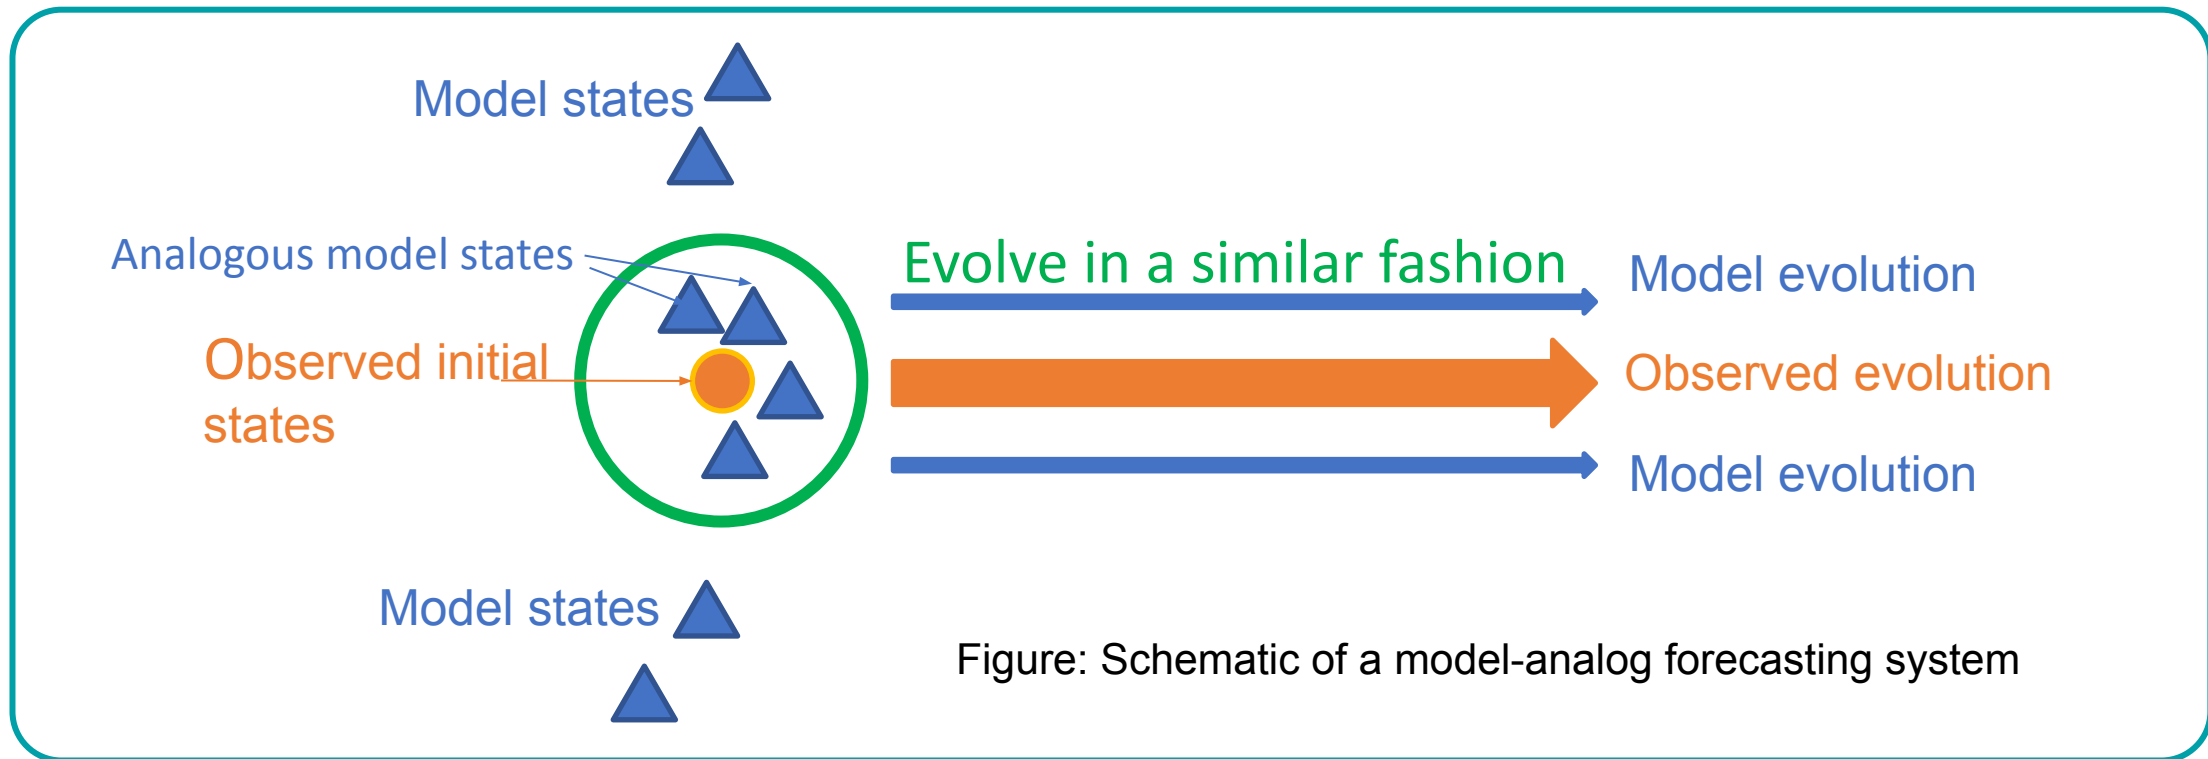 Model states
Analogous model states
Evolve in a similar fashion
Model evolution
Observed initial
states
Observed evolution
Model evolution
Model states
Figure: Schematic of a model-analog forecasting system